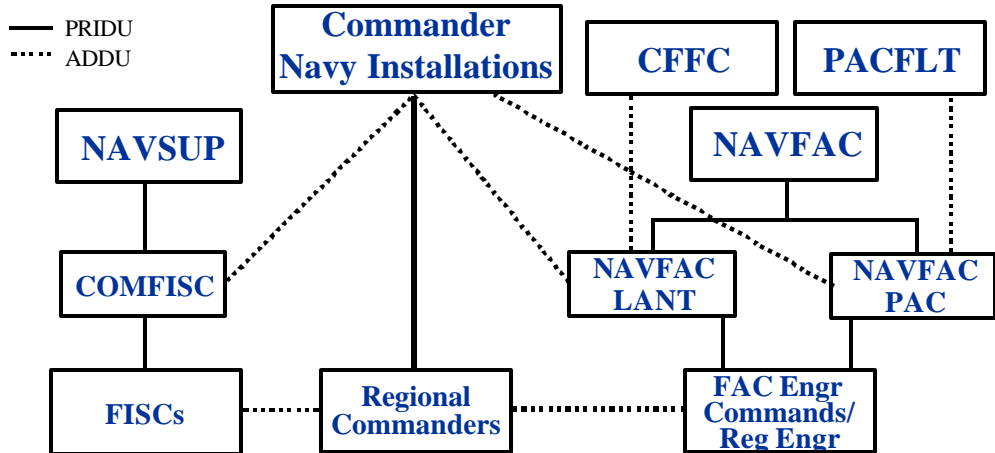 PRIDU
ADDU
Commander
Navy Installations
CFFC
PACFLT
NAVSUP
NAVFAC
COMFISC
NAVFAC
LANT
NAVFAC
PAC
FISCs
Regional
Commanders
FAC Engr
Commands/
Reg Engr